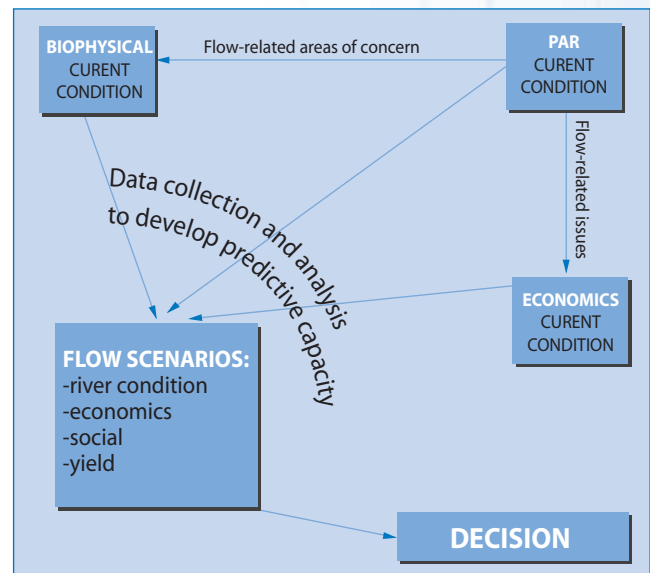 BIOPHYSICAL
CURENT
CONDITION
Flow-related areas of concern
PAR
CURENT
CONDITION
Flow-related issues
Data collection and analysis
to develop predictive capacity
ECONOMICS
CURENT
CONDITION
FLOW SCENARIOS:
-river condition
-economics
-social
-yield
DECISION